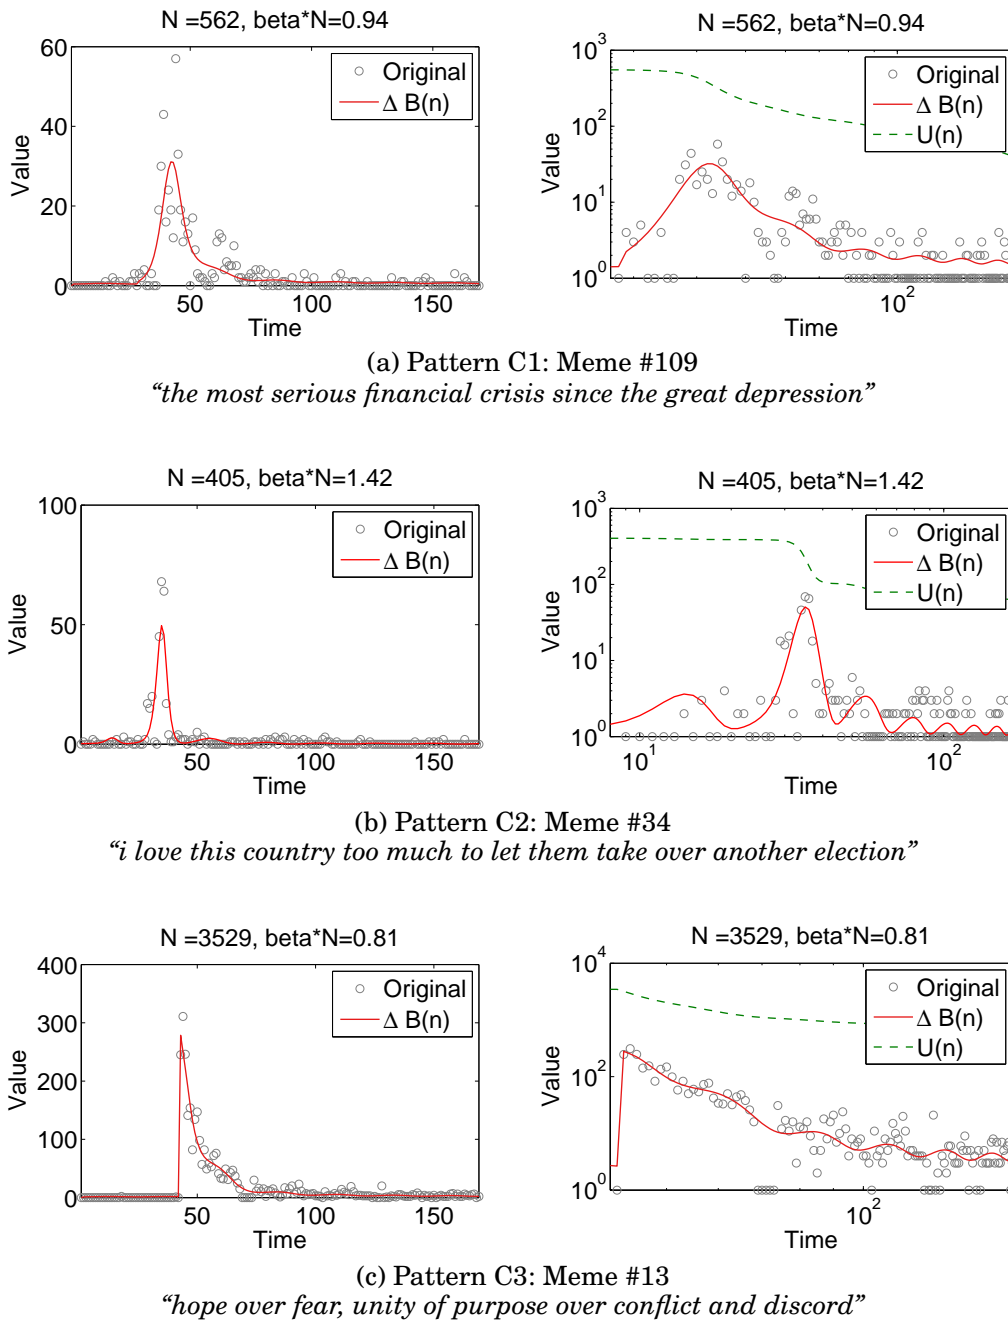 N =562, beta*N=0.94
N =562, beta*N=0.94
60
40
20
0
Value
50
100
150
Time
Original
Δ B(n)
10^3
10^2
10^1
10^0
Value
10^2
Time
Original
Δ B(n)
U(n)
(a) Pattern C1: Meme #109
“the most serious financial crisis since the great depression”
N =405, beta*N=1.42
N =405, beta*N=1.42
100
50
0
Value
50
100
150
Time
Original
Δ B(n)
10^3
10^2
10^1
10^0
Value
10^1
10^2
Time
Original
Δ B(n)
U(n)
(b) Pattern C2: Meme #34
“i love this country too much to let them take over another election”
N =3529, beta*N=0.81
N =3529, beta*N=0.81
400
300
200
100
0
Value
50
100
150
Time
Original
Δ B(n)
10^4
10^2
10^0
Value
10^2
Time
Original
Δ B(n)
U(n)
(c) Pattern C3: Meme #13
“hope over fear, unity of purpose over conflict and discord”